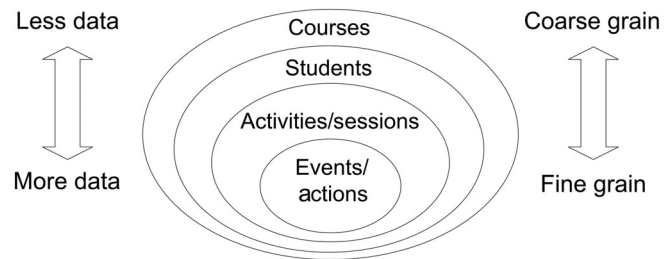 Less data
Courses
Coarse grain
Students
Activities/sessions
Events/
actions
More data
Fine grain